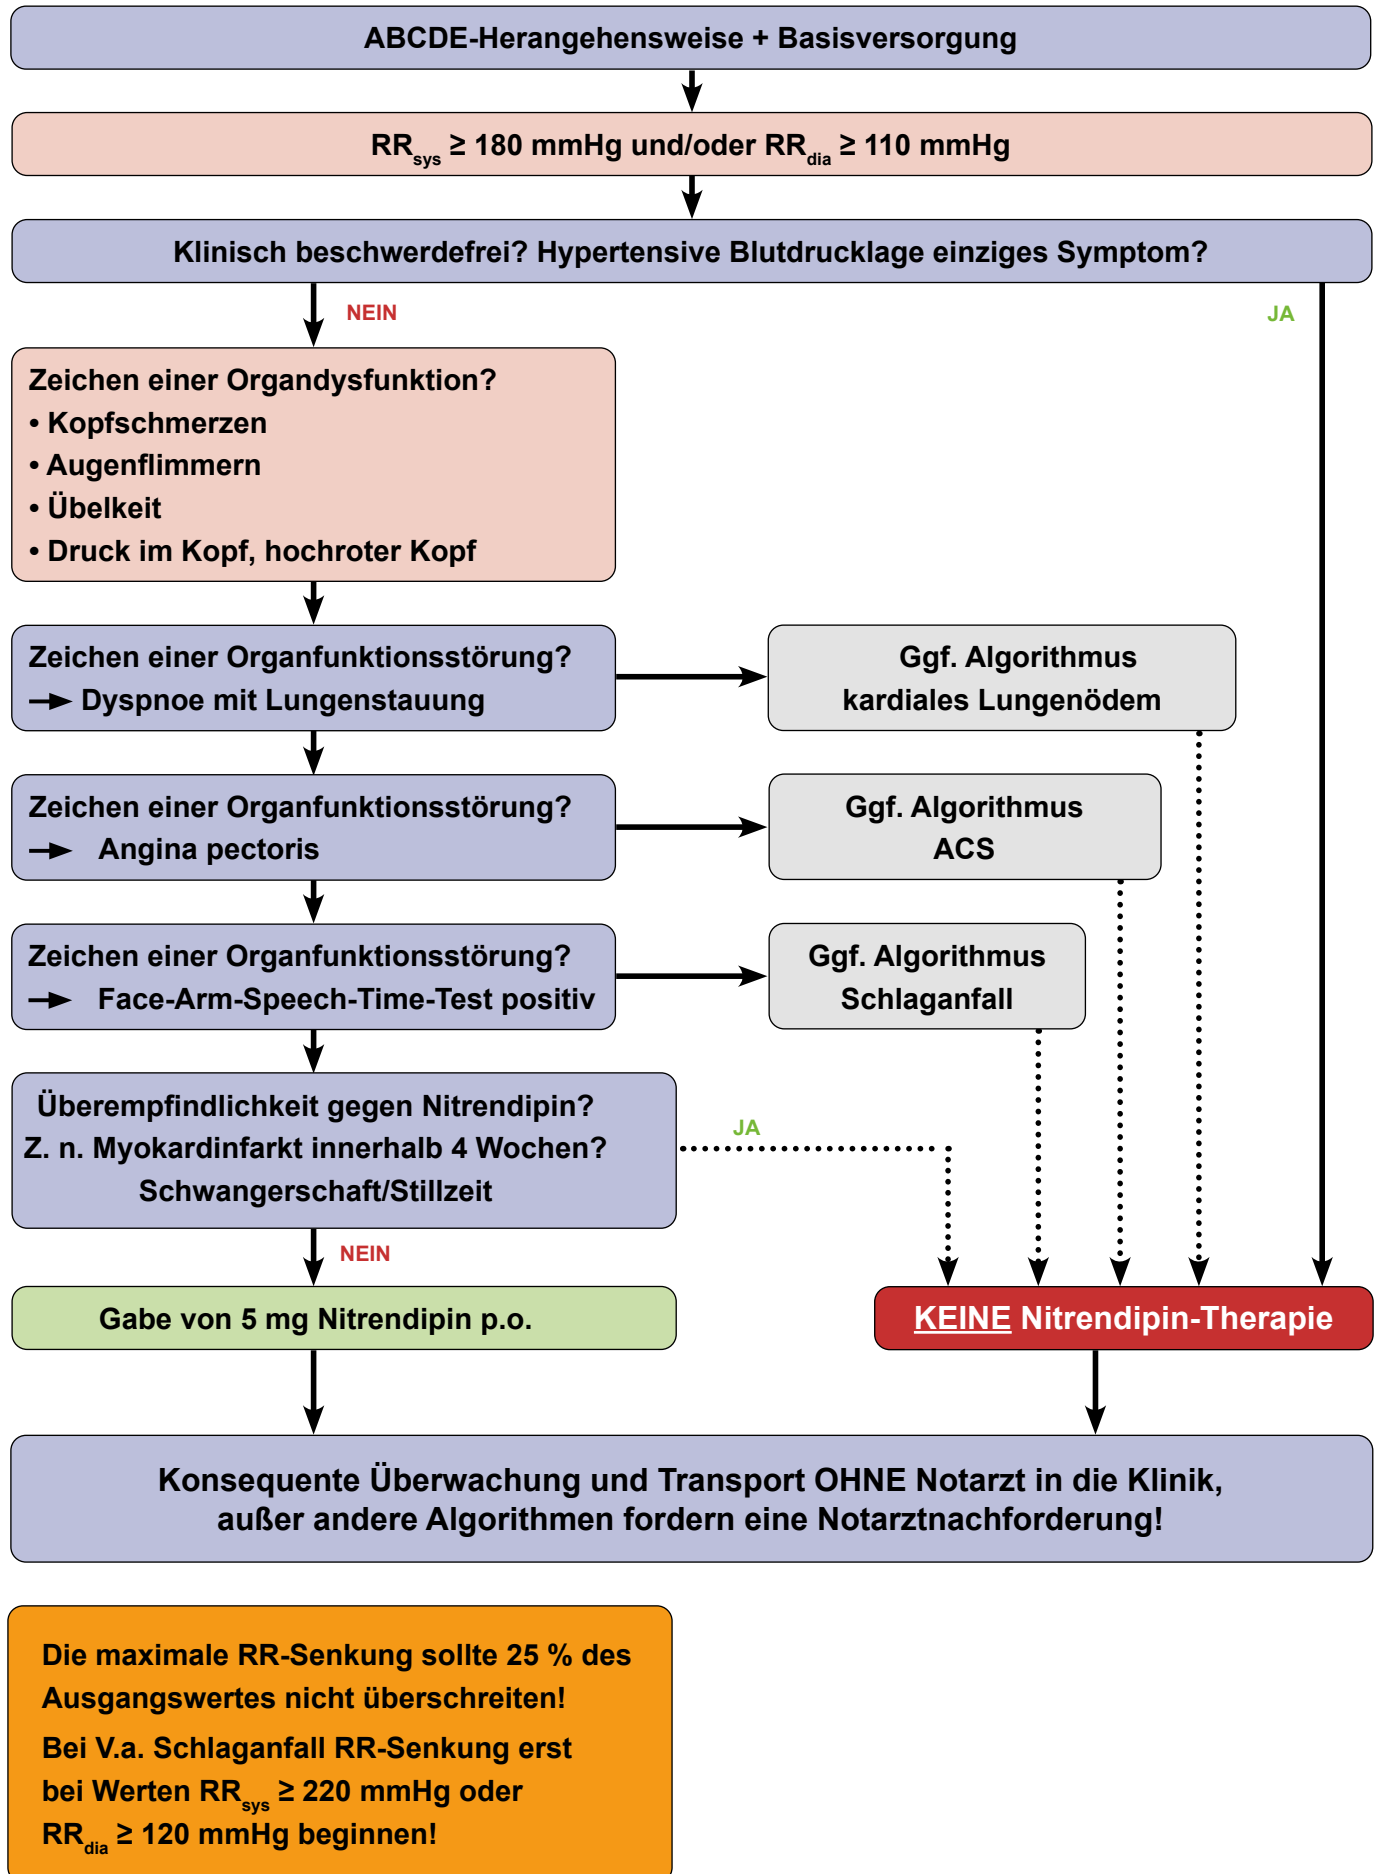 ABCDE-Herangehensweise + Basisversorgung
RRsys ≥ 180 mmHg und/oder RRdia ≥ 110 mmHg
Klinisch beschwerdefrei? Hypertensive Blutdrucklage einziges Symptom?
NEIN
JA
Zeichen einer Organdysfunktion?
• Kopfschmerzen
• Augenflimmern
• Übelkeit
• Druck im Kopf, hochroter Kopf
Zeichen einer Organfunktionsstörung?
→ Dyspnoe mit Lungenstauung
Ggf. Algorithmus
kardiales Lungenödem
Zeichen einer Organfunktionsstörung?
→ Angina pectoris
Ggf. Algorithmus
ACS
Zeichen einer Organfunktionsstörung?
→ Face-Arm-Speech-Time-Test positiv
Ggf. Algorithmus
Schlaganfall
Überempfindlichkeit gegen Nitrendipin?
Z. n. Myokardinfarkt innerhalb 4 Wochen?
Schwangerschaft/Stillzeit
JA
NEIN
Gabe von 5 mg Nitrendipin p.o.
KEINE Nitrendipin-Therapie
Konsequente Überwachung und Transport OHNE Notarzt in die Klinik,
außer andere Algorithmen fordern eine Notarztnachforderung!
Die maximale RR-Senkung sollte 25 % des
Ausgangswertes nicht überschreiten!
Bei V.a. Schlaganfall RR-Senkung erst
bei Werten RRsys ≥ 220 mmHg oder
RRdia ≥ 120 mmHg beginnen!